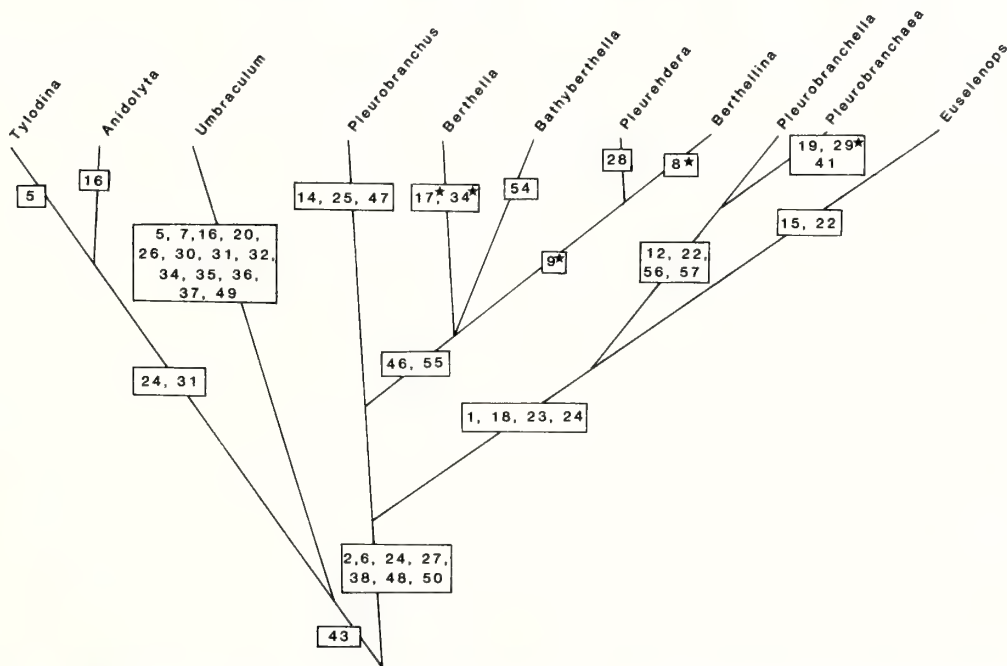 Tylodina
Anidolyta
Umbraculum
Pleurobranchus
Berthella
Bathyberthella
Pleurehdera
Berthellina
Pleurobranchella
Pleurobranchaea
Euselenops
5
16
5, 7, 16, 20,
26, 30, 31, 32,
34, 35, 36,
37, 49
14, 25, 47
17★, 34★
54
28
8★
19, 29★
41
15, 22
9★
12, 22,
56, 57
46, 55
24, 31
1, 18, 23, 24
2,6, 24, 27,
38, 48, 50
43